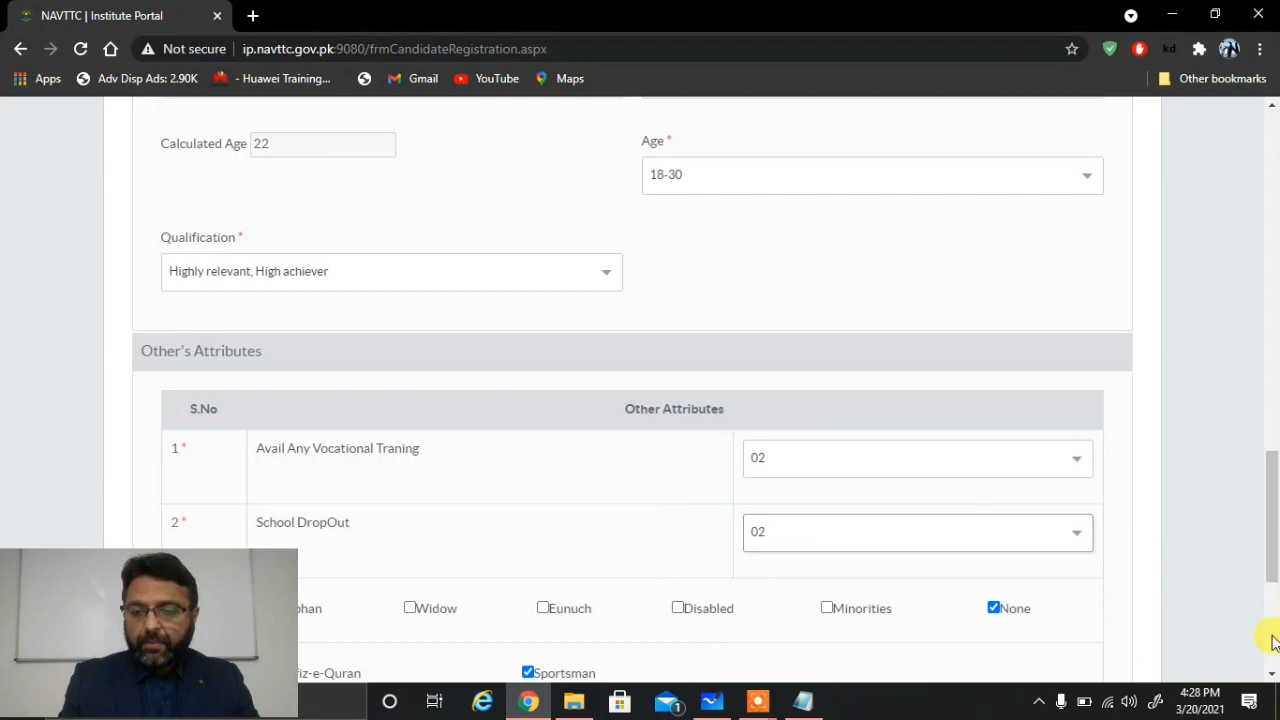 NAVTTC | Institute Portal
Not secure ip.navttc.gov.pk:9080/frmCandidateRegistration.aspx
Apps Adv Disp Ads: 2.90K - Huawei Training... Gmail YouTube Maps Other bookmarks
kd
Calculated Age 22
Age *
18-30
Qualification *
Highly relevant, High achiever
Other's Attributes
S.No Other Attributes
1 * Avail Any Vocational Traning 02
2 * School DropOut 02
Widow Eunuch Disabled Minorities None
Sportsman
4:28 PM
3/20/2021
1